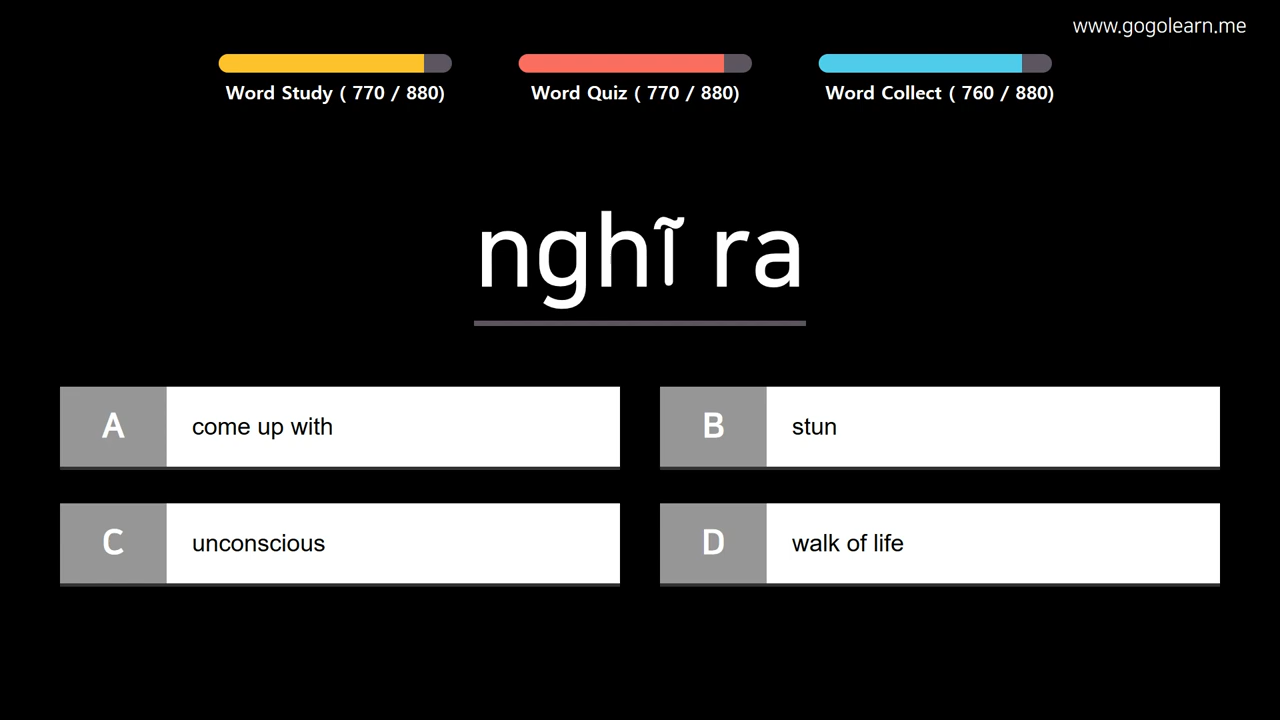 www.gogolearn.me
Word Study ( 770 / 880)
Word Quiz ( 770 / 880)
Word Collect ( 760 / 880)
nghĩ ra
A come up with
B stun
C unconscious
D walk of life